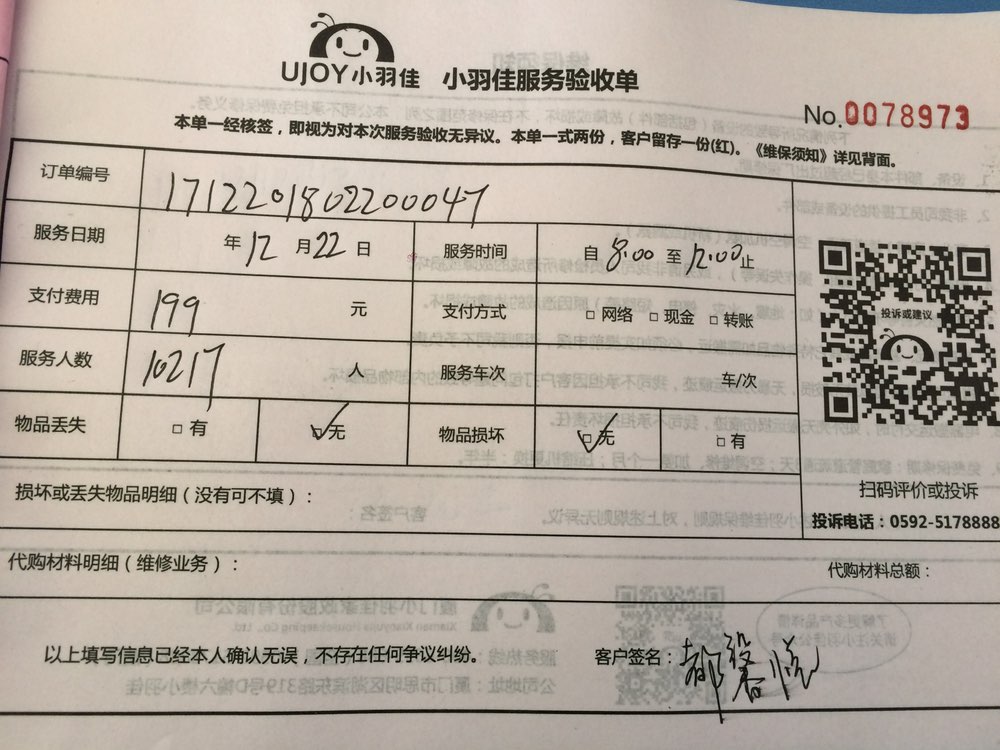 UJOY小羽佳 小羽佳服务验收单
No.0078973
本单一经核签，即视为对本次服务验收无异议。本单一式两份，客户留存一份(红)。《维保须知》详见背面。
订单编号 171220180220047
服务日期 年 12 月 22 日 服务时间 自 8:00 至 12:00 止
支付费用 199 元 支付方式 □ 网络 □ 现金 □ 转账
服务人数 10217 人 服务车次 车/次
物品丢失 □ 有 ☑ 无 物品损坏 ☑ 无 □ 有
投诉或建议
扫码评价或投诉
投诉电话：0592-5178888
损坏或丢失物品明细（没有可不填）：
代购材料明细（维修业务）： 代购材料总额：
以上填写信息已经本人确认无误，不存在任何争议纠纷。 客户签名：